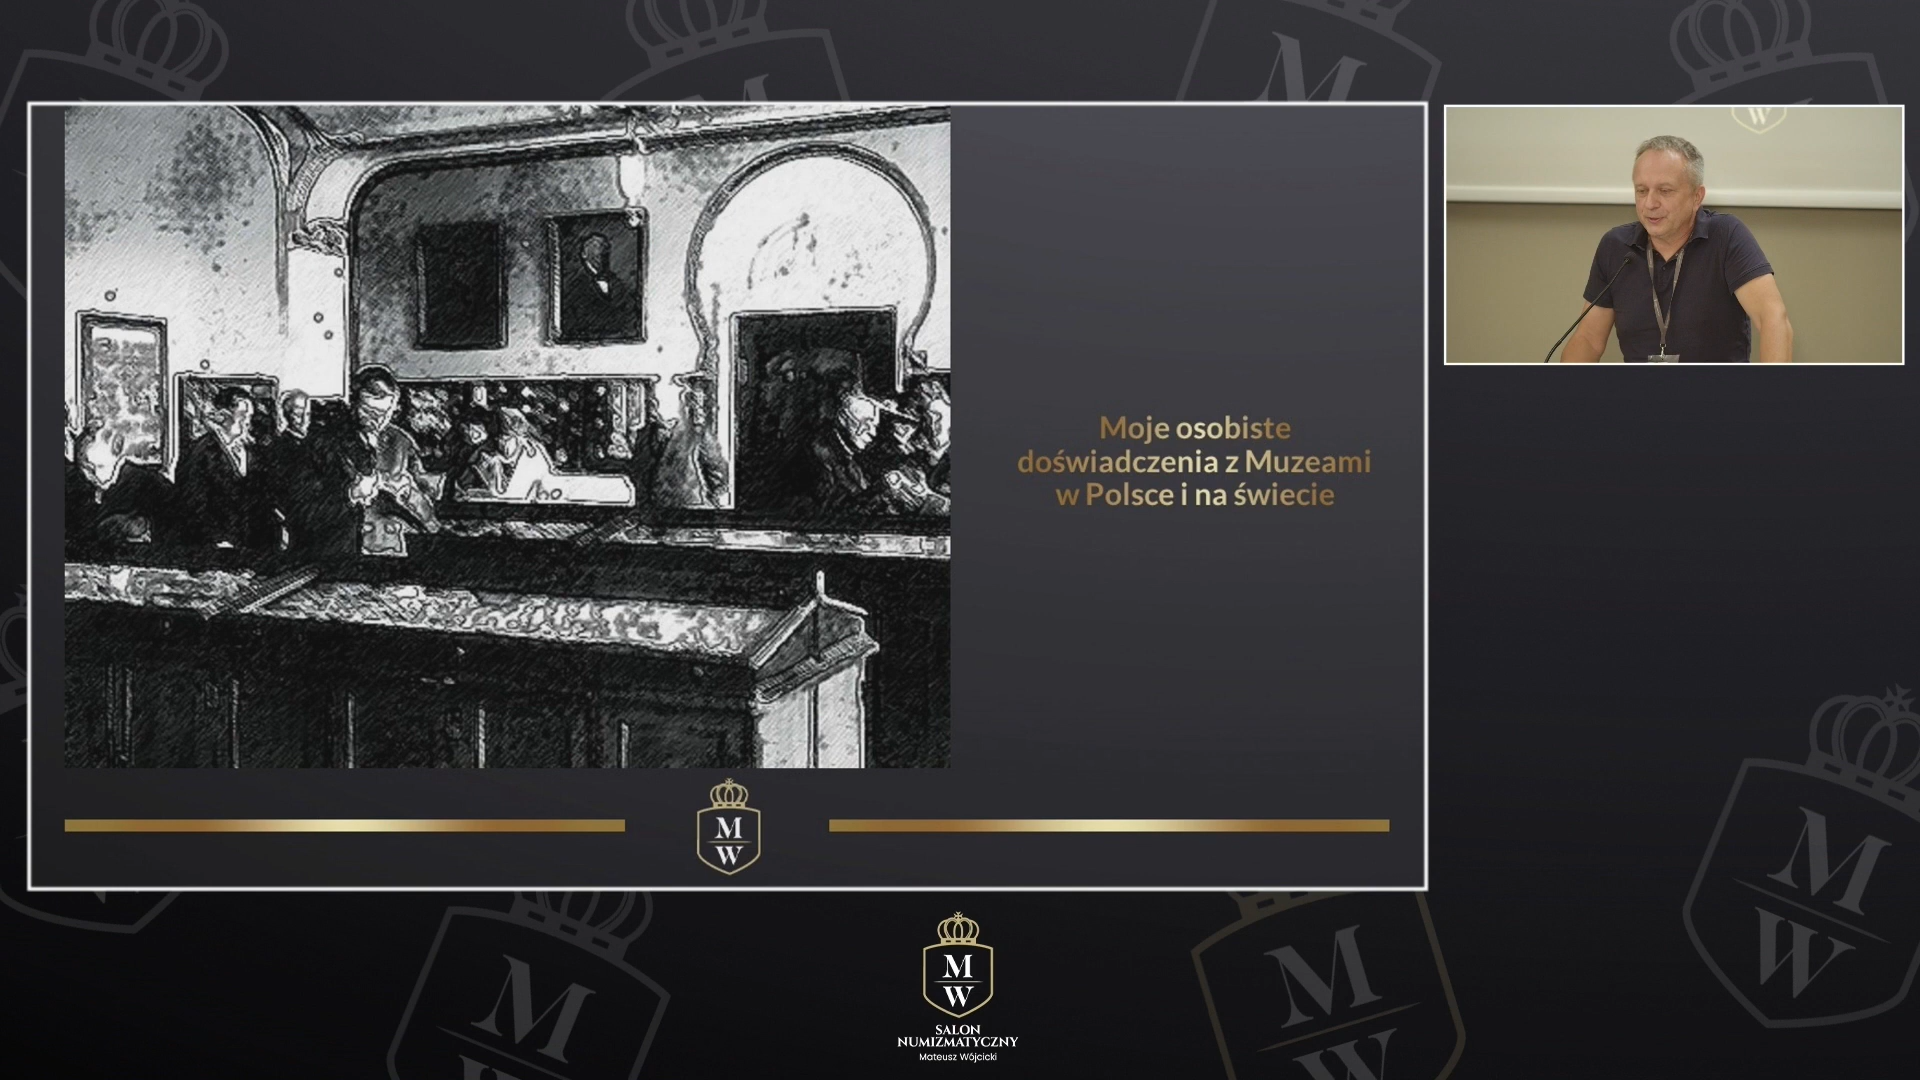 Moje osobiste
doświadczenia z Muzeami
w Polsce i na świecie
M
W
W
M
W
SALON
NUMIZMATYCZNY
Mateusz Wójcicki
M
M
W
M
W
M
W